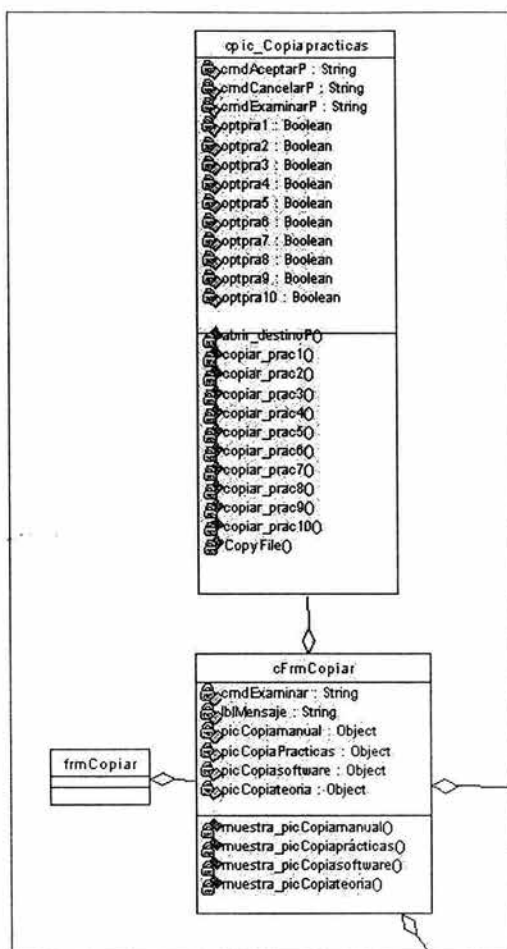 cpic_Copiapracticas
cmdAceptarP : String
cmdCancelarP : String
cmdExaminarP : String
optpra1 : Boolean
optpra2 : Boolean
optpra3 : Boolean
optpra4 : Boolean
optpra5 : Boolean
optpra6 : Boolean
optpra7 : Boolean
optpra8 : Boolean
optpra9 : Boolean
optpra10 : Boolean
abrir_destinoP()
copiar_prac1()
copiar_prac2()
copiar_prac3()
copiar_prac4()
copiar_prac5()
copiar_prac6()
copiar_prac7()
copiar_prac8()
copiar_prac9()
copiar_prac10()
CopyFile()
cFrmCopiar
cmdExaminar : String
lblMensaje : String
picCopiamanual : Object
picCopiaPracticas : Object
picCopiasoftware : Object
picCopiateoria : Object
muestra_picCopiamanual()
muestra_picCopiaprácticas()
muestra_picCopiasoftware()
muestra_picCopiateoria()
frmCopiar